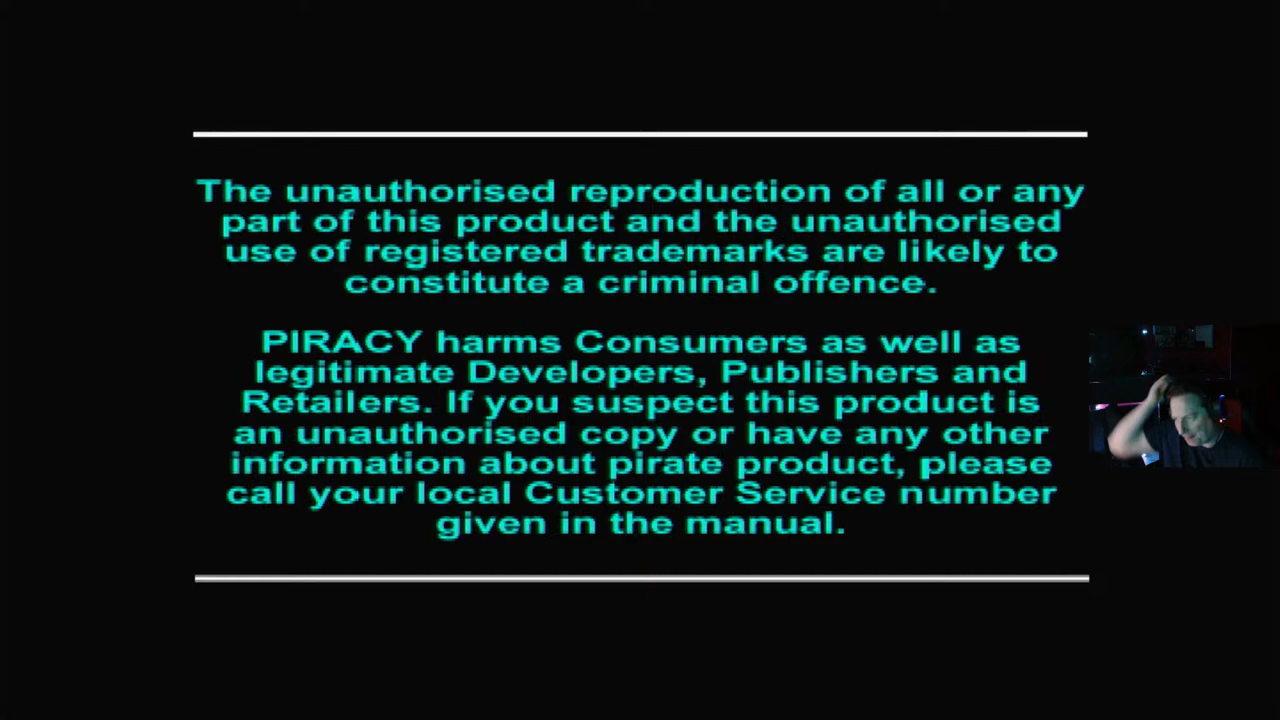 The unauthorised reproduction of all or any
part of this product and the unauthorised
use of registered trademarks are likely to
constitute a criminal offence.
PIRACY harms Consumers as well as
legitimate Developers, Publishers and
Retailers. If you suspect this product is
an unauthorised copy or have any other
information about pirate product, please
call your local Customer Service number
given in the manual.